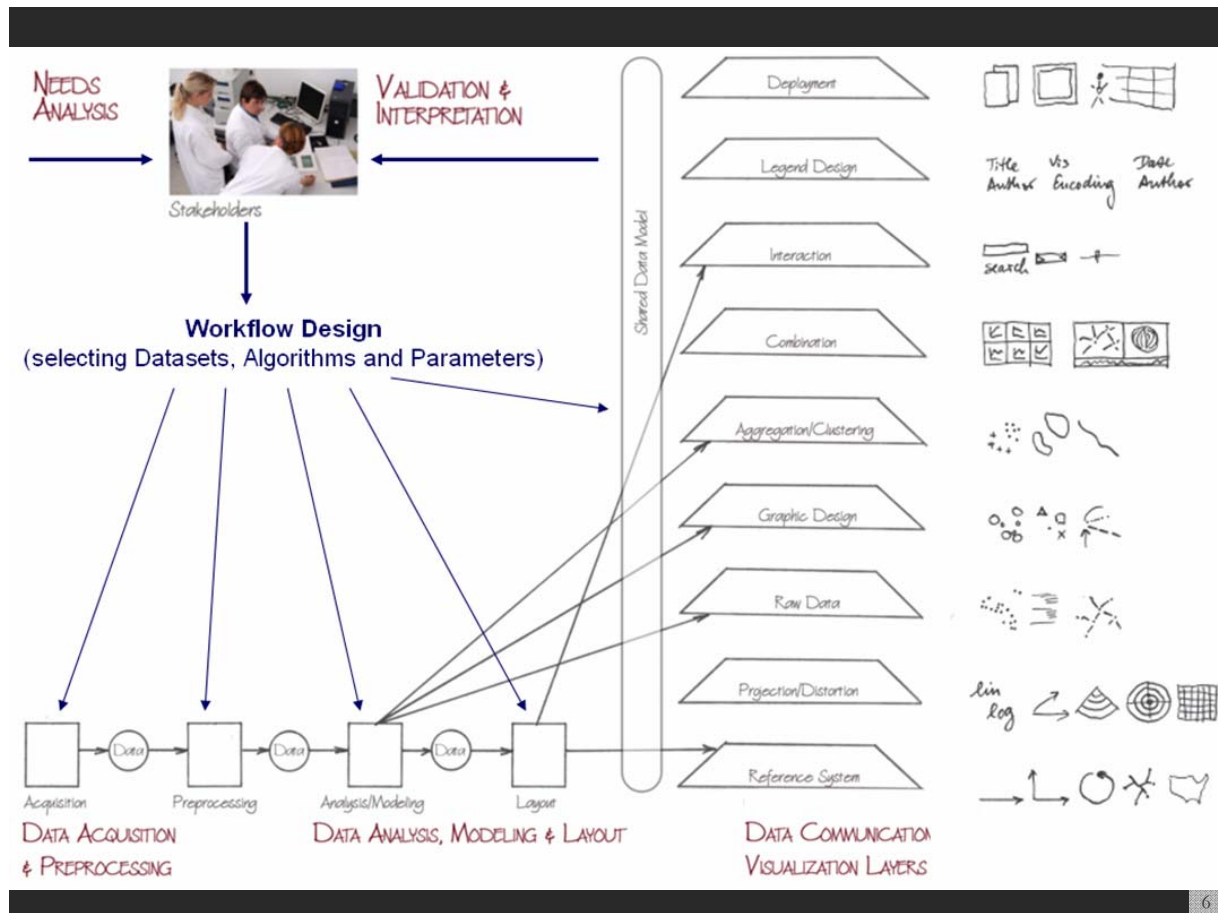 NEEDS
ANALYSIS
VALIDATION &
INTERPRETATION
Stakeholders
Workflow Design
(selecting Datasets, Algorithms and Parameters)
Acquisition
Data
Preprocessing
Data
Analysis/Modeling
Data
Layout
DATA ACQUISITION
& PREPROCESSING
DATA ANALYSIS, MODELING & LAYOUT
Shared Data Model
Deployment
Legend Design
Title
Author
Vis
Encoding
Date
Author
Interaction
search
Combination
Aggregation/Clustering
Graphic Design
Raw Data
Projection/Distortion
lin
log
Reference System
DATA COMMUNICATION
VISUALIZATION LAYERS
6